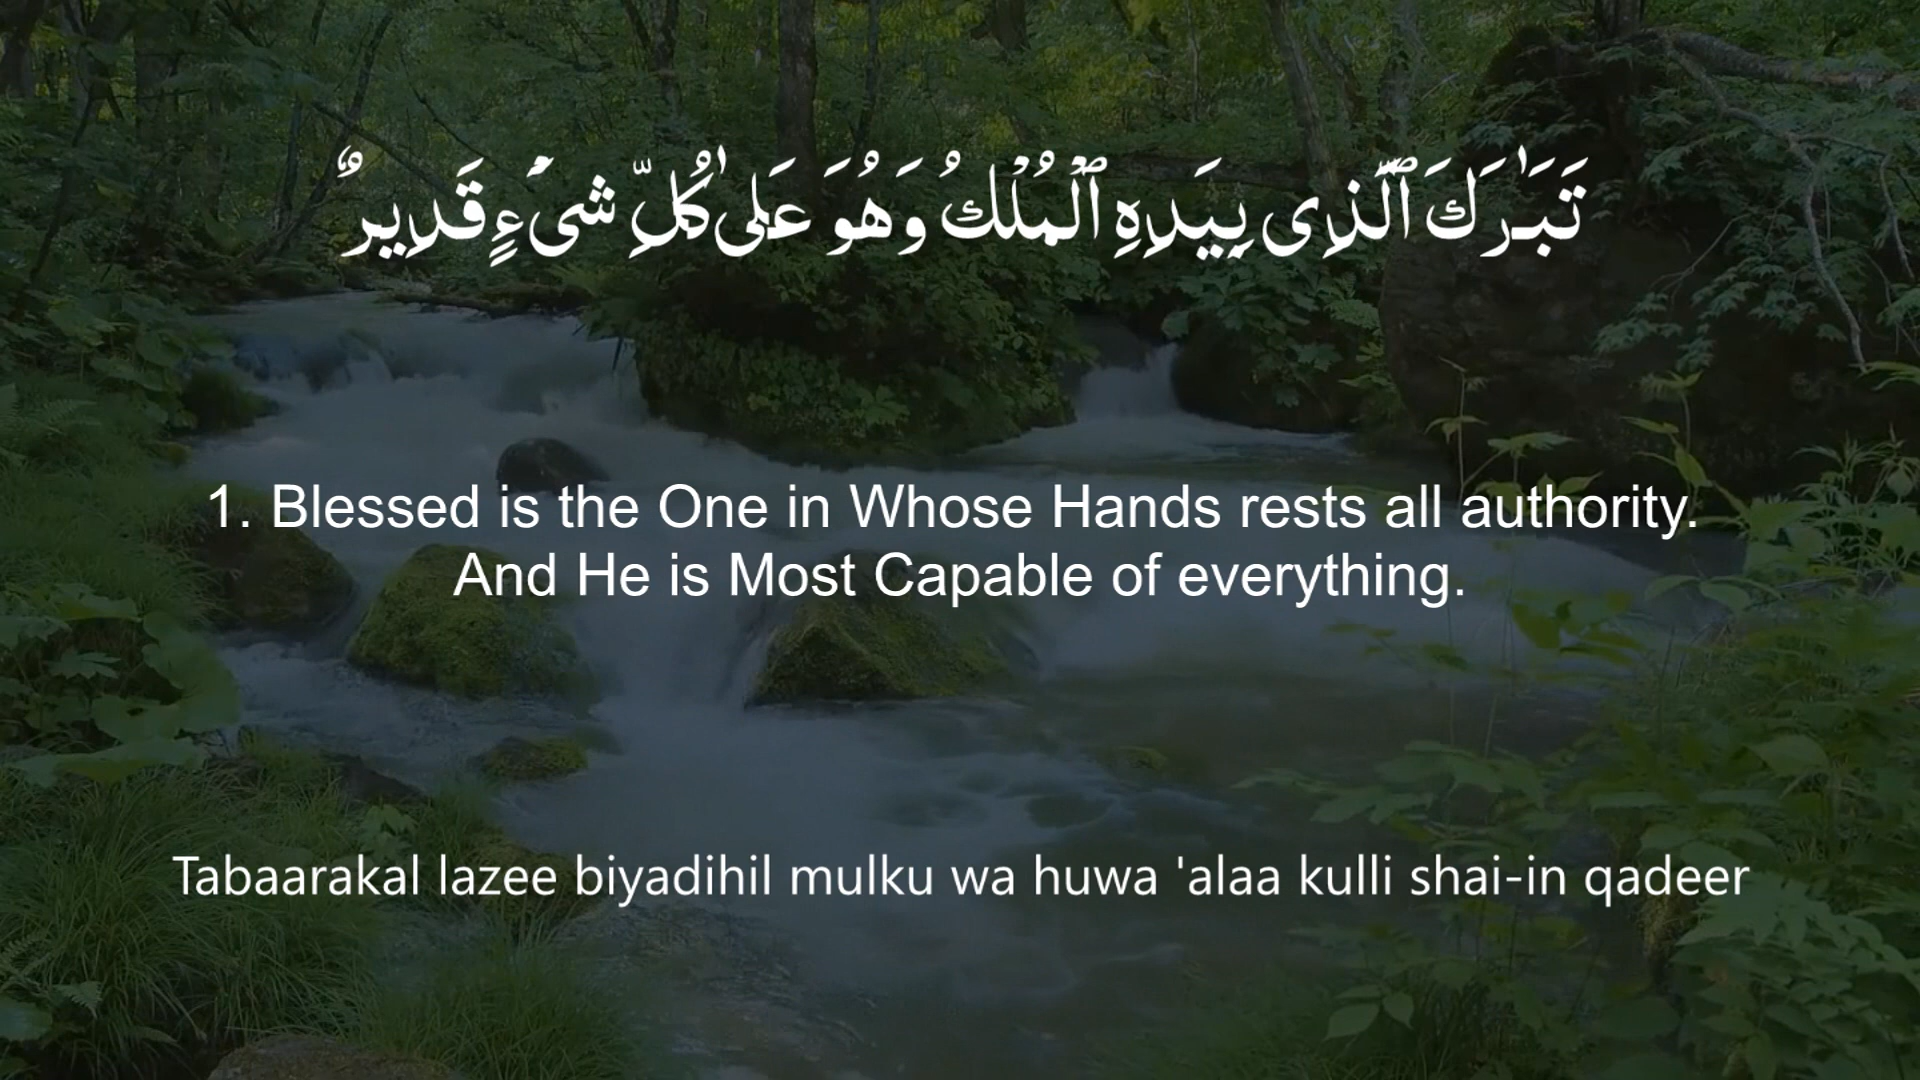 تَبَـٰرَكَ ٱلَّذِى بِيَدِهِ ٱلْمُلْكُ وَهُوَ عَلَىٰ كُلِّ شَىْءٍ قَدِيرٌ
1. Blessed is the One in Whose Hands rests all authority.
And He is Most Capable of everything.
Tabaarakal lazee biyadihil mulku wa huwa 'alaa kulli shai-in qadeer